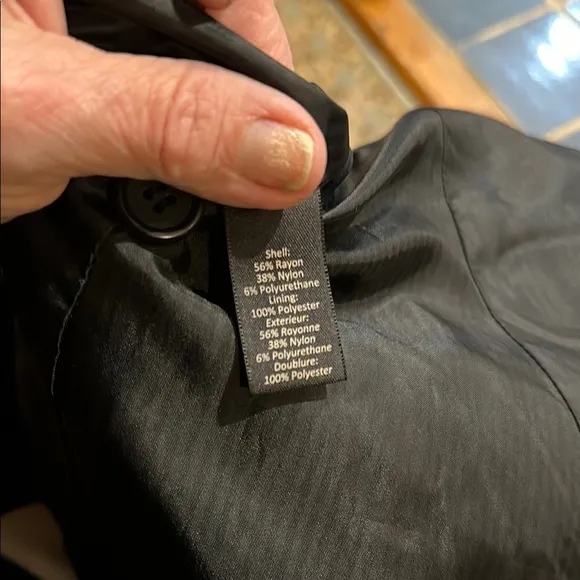 Shell:
56% Rayon
38% Nylon
6% Polyurethane
Lining:
100% Polyester
Exterieur:
56% Rayonne
38% Nylon
6% Polyurethane
Doublure:
100% Polyester